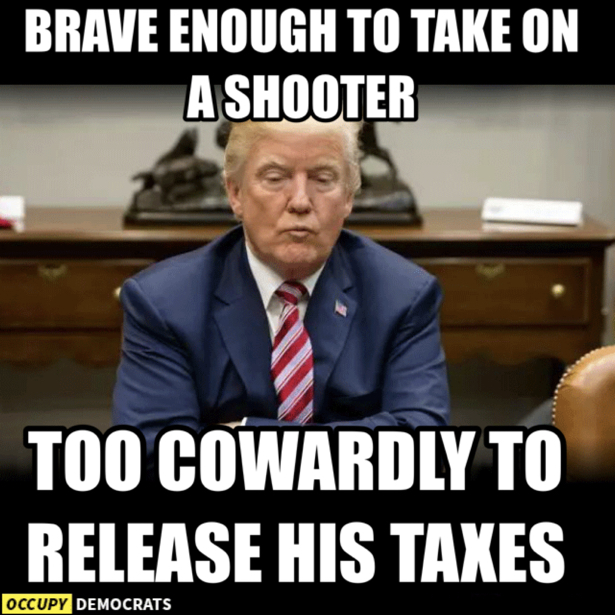 BRAVE ENOUGH TO TAKE ON
A SHOOTER
TOO COWARDLY TO
RELEASE HIS TAXES
OCCUPY DEMOCRATS